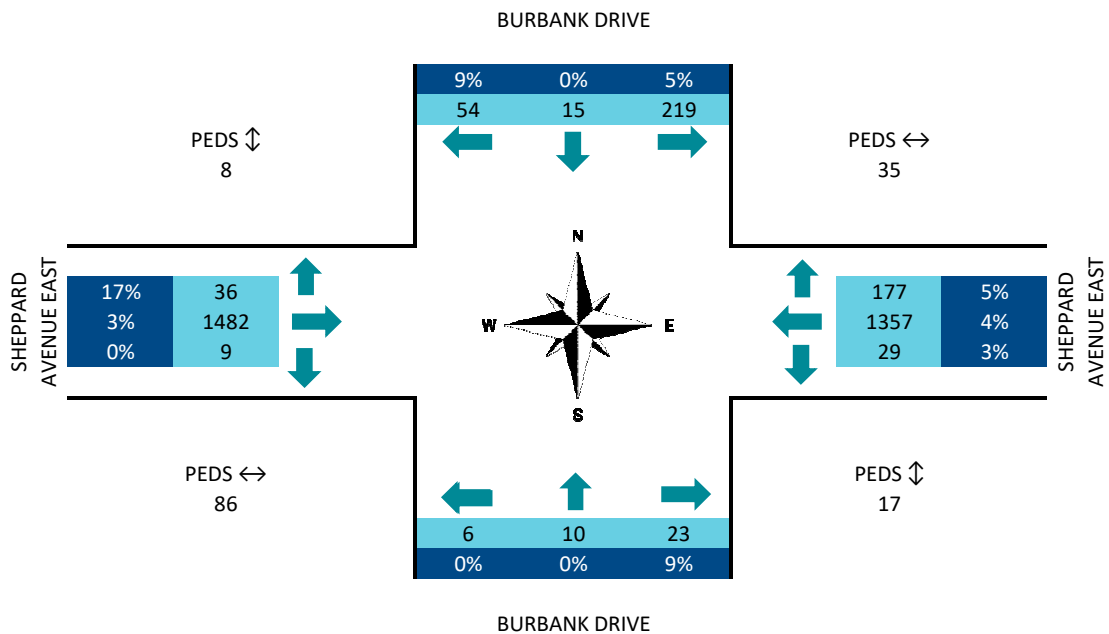 BURBANK DRIVE
9% 0% 5%
54 15 219
PEDS ↕
8
PEDS ↔
35
SHEPPARD
AVENUE EAST
17% 36
3% 1482
0% 9
N
W E
S
177 5%
1357 4%
29 3%
SHEPPARD
AVENUE EAST
PEDS ↔
86
PEDS ↕
17
6 10 23
0% 0% 9%
BURBANK DRIVE